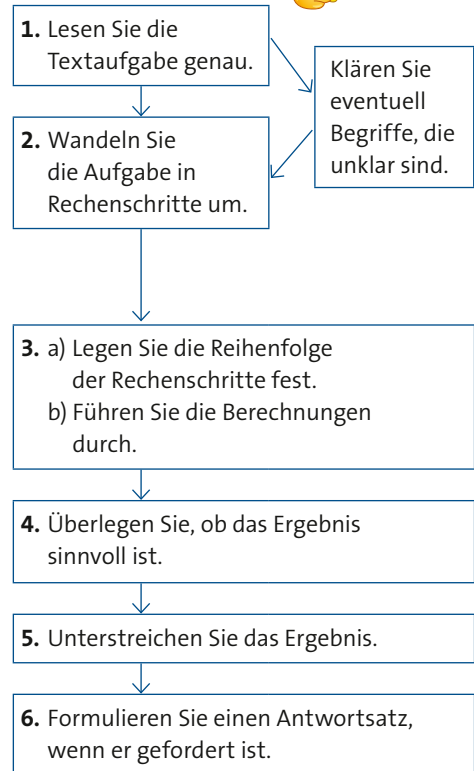 1. Lesen Sie die
Textaufgabe genau.
Klären Sie
eventuell
Begriffe, die
unklar sind.
2. Wandeln Sie
die Aufgabe in
Rechenschritte um.
3. a) Legen Sie die Reihenfolge
der Rechenschritte fest.
b) Führen Sie die Berechnungen
durch.
4. Überlegen Sie, ob das Ergebnis
sinnvoll ist.
5. Unterstreichen Sie das Ergebnis.
6. Formulieren Sie einen Antwortsatz,
wenn er gefordert ist.